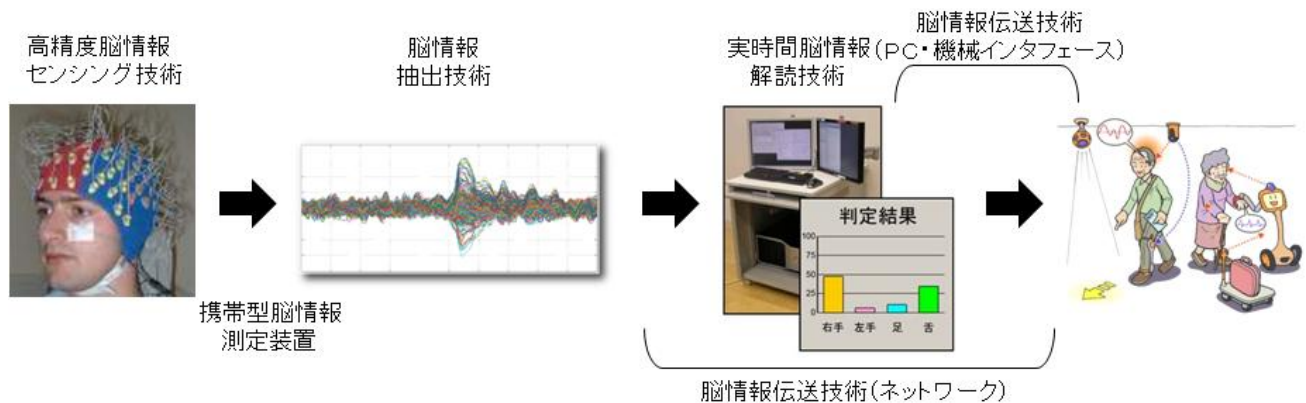 高精度脳情報
センシング技術
脳情報
抽出技術
実時間脳情報
解読技術
脳情報伝送技術
(PC・機械インタフェース)
携帯型脳情報
測定装置
判定結果
100
75
50
25
0
右手 左手 足 舌
脳情報伝送技術(ネットワーク)